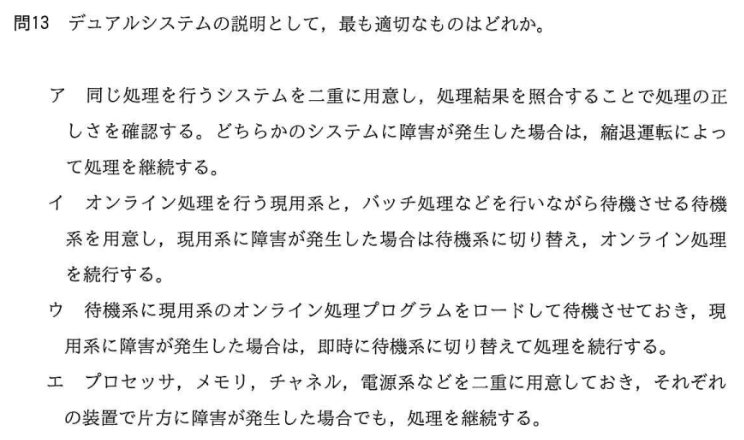 問13 デュアルシステムの説明として，最も適切なものはどれか。
ア 同じ処理を行うシステムを二重に用意し，処理結果を照合することで処理の正
しさを確認する。どちらかのシステムに障害が発生した場合は，縮退運転によっ
て処理を継続する。
イ オンライン処理を行う現用系と，バッチ処理などを行いながら待機させる待機
系を用意し，現用系に障害が発生した場合は待機系に切り替え，オンライン処理
を続行する。
ウ 待機系に現用系のオンライン処理プログラムをロードして待機させておき，現
用系に障害が発生した場合は，即時に待機系に切り替えて処理を続行する。
エ プロセッサ，メモリ，チャネル，電源系などを二重に用意しておき，それぞれ
の装置で片方に障害が発生した場合でも，処理を継続する。